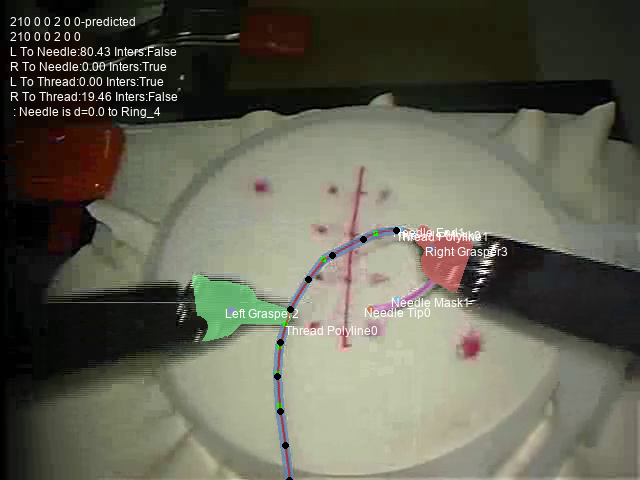 210 0 0 2 0 0-predicted
210 0 0 2 0 0
L To Needle:80.43 Inters:False
R To Needle:0.00 Inters:True
L To Thread:0.00 Inters:True
R To Thread:19.46 Inters:False
: Needle is d=0.0 to Ring_4
Right Grasper3
Needle Mask1
Left Grasper2
Needle Tip0
Thread Polyline0